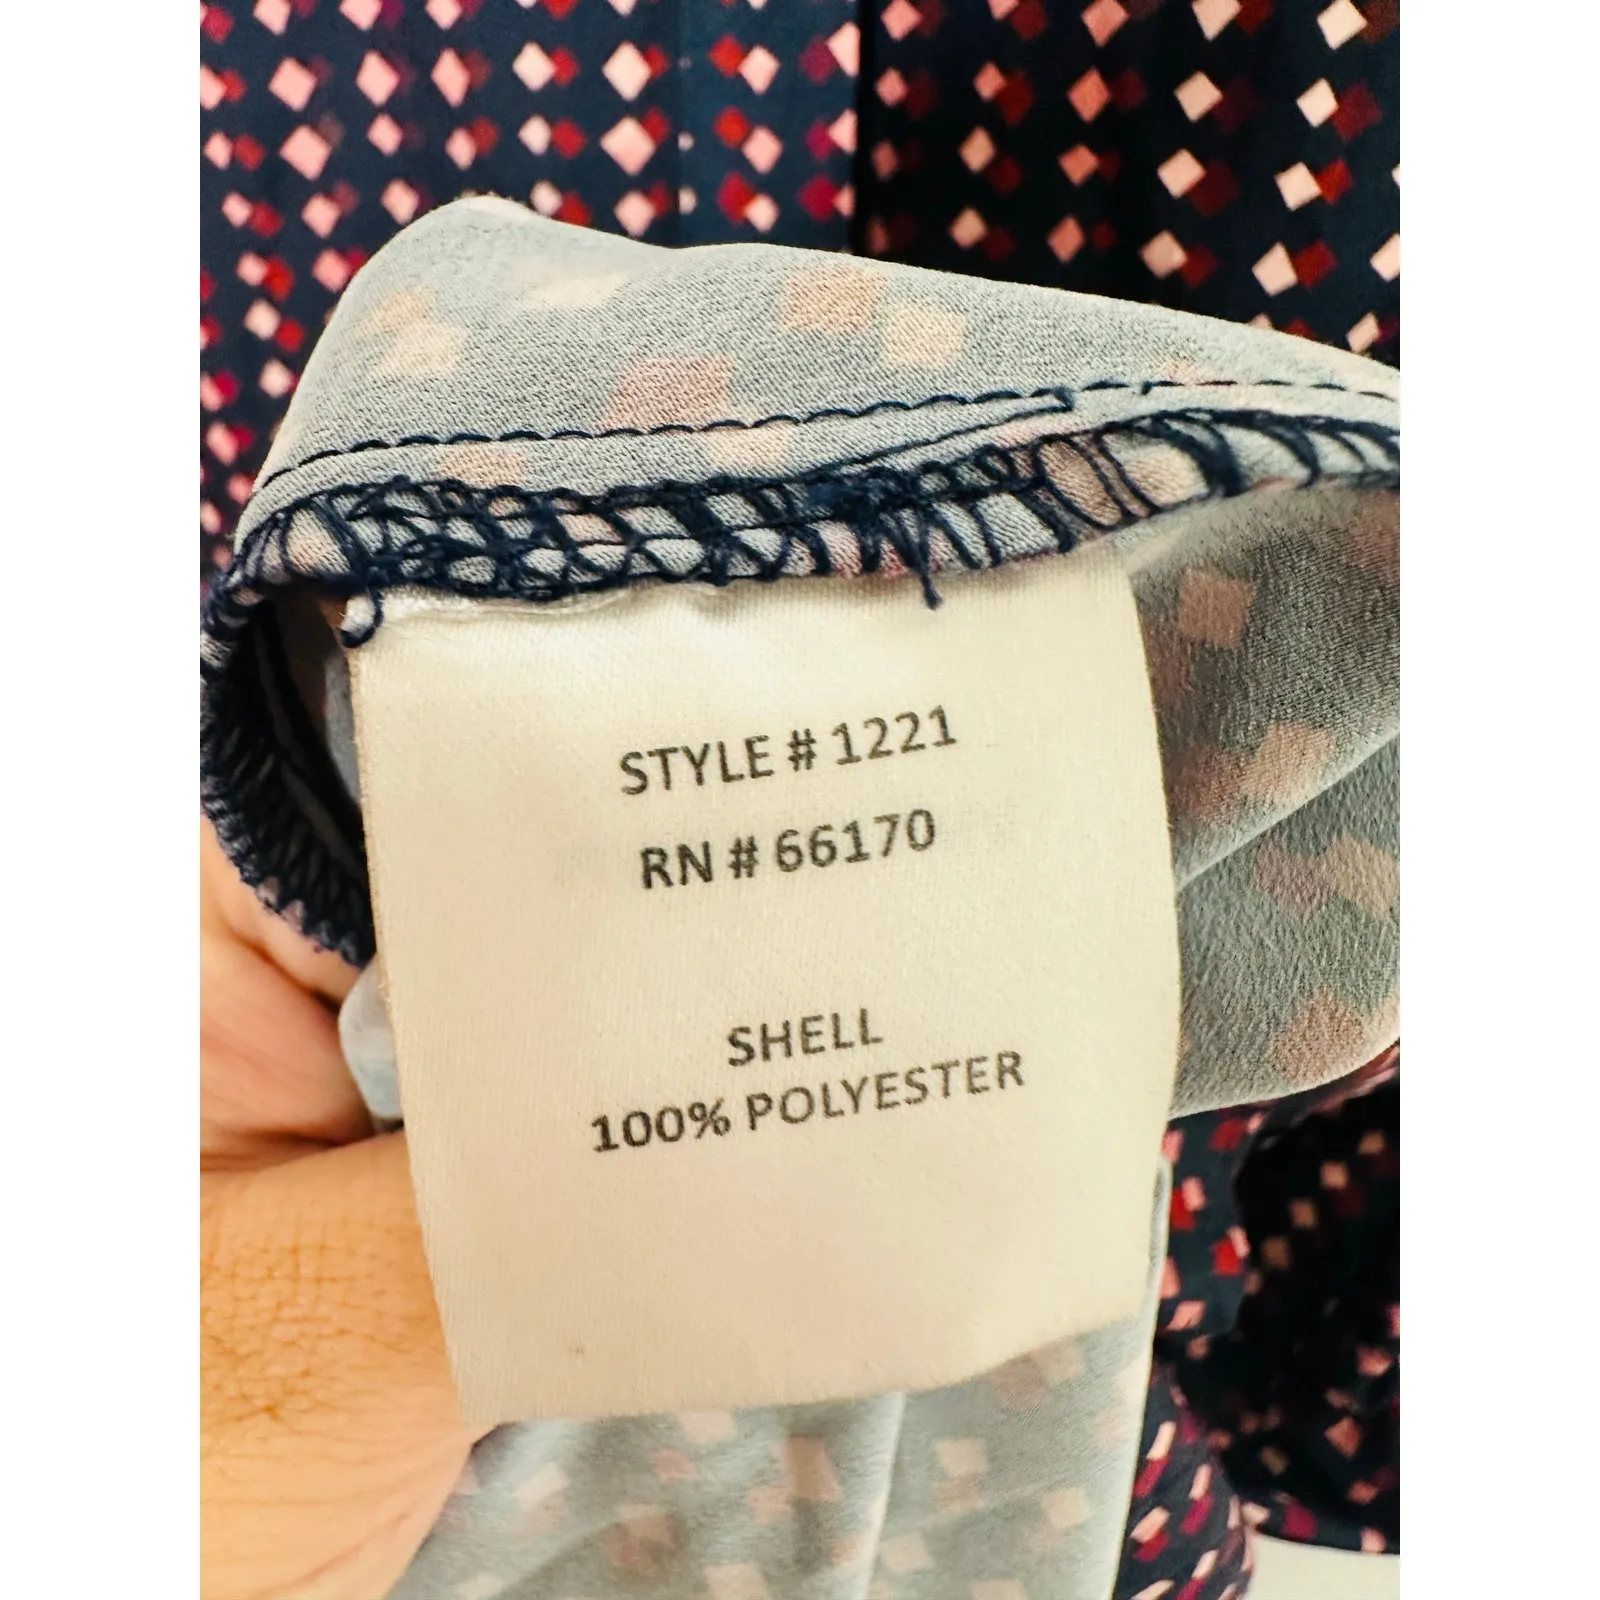 STYLE # 1221
RN # 66170
SHELL
100% POLYESTER